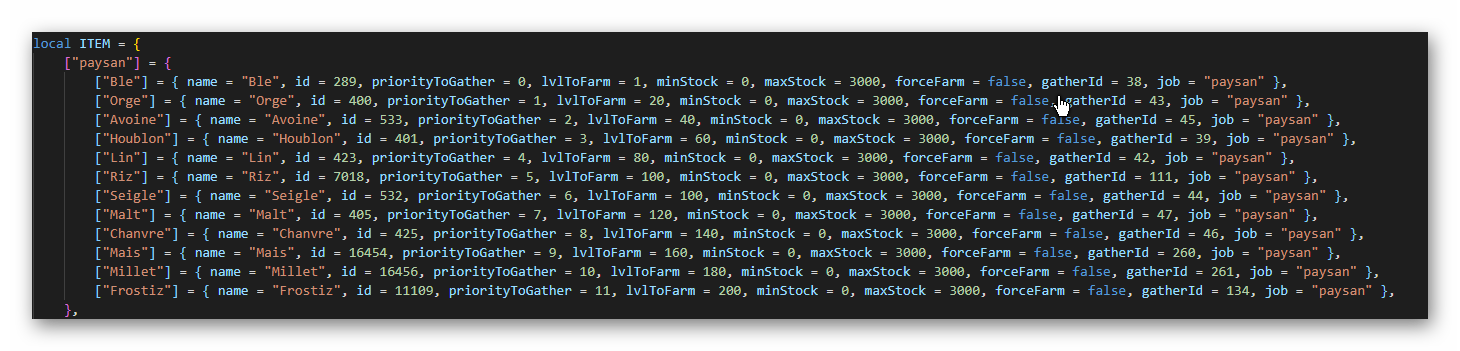 local ITEM = {
["paysan"] = {
["Ble"] = { name = "Ble", id = 289, priorityToGather = 0, lvlToFarm = 1, minStock = 0, maxStock = 3000, forceFarm = false, gatherId = 38, job = "paysan" },
["Orge"] = { name = "Orge", id = 400, priorityToGather = 1, lvlToFarm = 20, minStock = 0, maxStock = 3000, forceFarm = false, gatherId = 43, job = "paysan" },
["Avoine"] = { name = "Avoine", id = 533, priorityToGather = 2, lvlToFarm = 40, minStock = 0, maxStock = 3000, forceFarm = false, gatherId = 45, job = "paysan" },
["Houblon"] = { name = "Houblon", id = 401, priorityToGather = 3, lvlToFarm = 60, minStock = 0, maxStock = 3000, forceFarm = false, gatherId = 39, job = "paysan" },
["Lin"] = { name = "Lin", id = 423, priorityToGather = 4, lvlToFarm = 80, minStock = 0, maxStock = 3000, forceFarm = false, gatherId = 42, job = "paysan" },
["Riz"] = { name = "Riz", id = 7018, priorityToGather = 5, lvlToFarm = 100, minStock = 0, maxStock = 3000, forceFarm = false, gatherId = 111, job = "paysan" },
["Seigle"] = { name = "Seigle", id = 532, priorityToGather = 6, lvlToFarm = 100, minStock = 0, maxStock = 3000, forceFarm = false, gatherId = 44, job = "paysan" },
["Malt"] = { name = "Malt", id = 405, priorityToGather = 7, lvlToFarm = 120, minStock = 0, maxStock = 3000, forceFarm = false, gatherId = 47, job = "paysan" },
["Chanvre"] = { name = "Chanvre", id = 425, priorityToGather = 8, lvlToFarm = 140, minStock = 0, maxStock = 3000, forceFarm = false, gatherId = 46, job = "paysan" },
["Mais"] = { name = "Mais", id = 16454, priorityToGather = 9, lvlToFarm = 160, minStock = 0, maxStock = 3000, forceFarm = false, gatherId = 260, job = "paysan" },
["Millet"] = { name = "Millet", id = 16456, priorityToGather = 10, lvlToFarm = 180, minStock = 0, maxStock = 3000, forceFarm = false, gatherId = 261, job = "paysan" },
["Frostiz"] = { name = "Frostiz", id = 11109, priorityToGather = 11, lvlToFarm = 200, minStock = 0, maxStock = 3000, forceFarm = false, gatherId = 134, job = "paysan" },
},